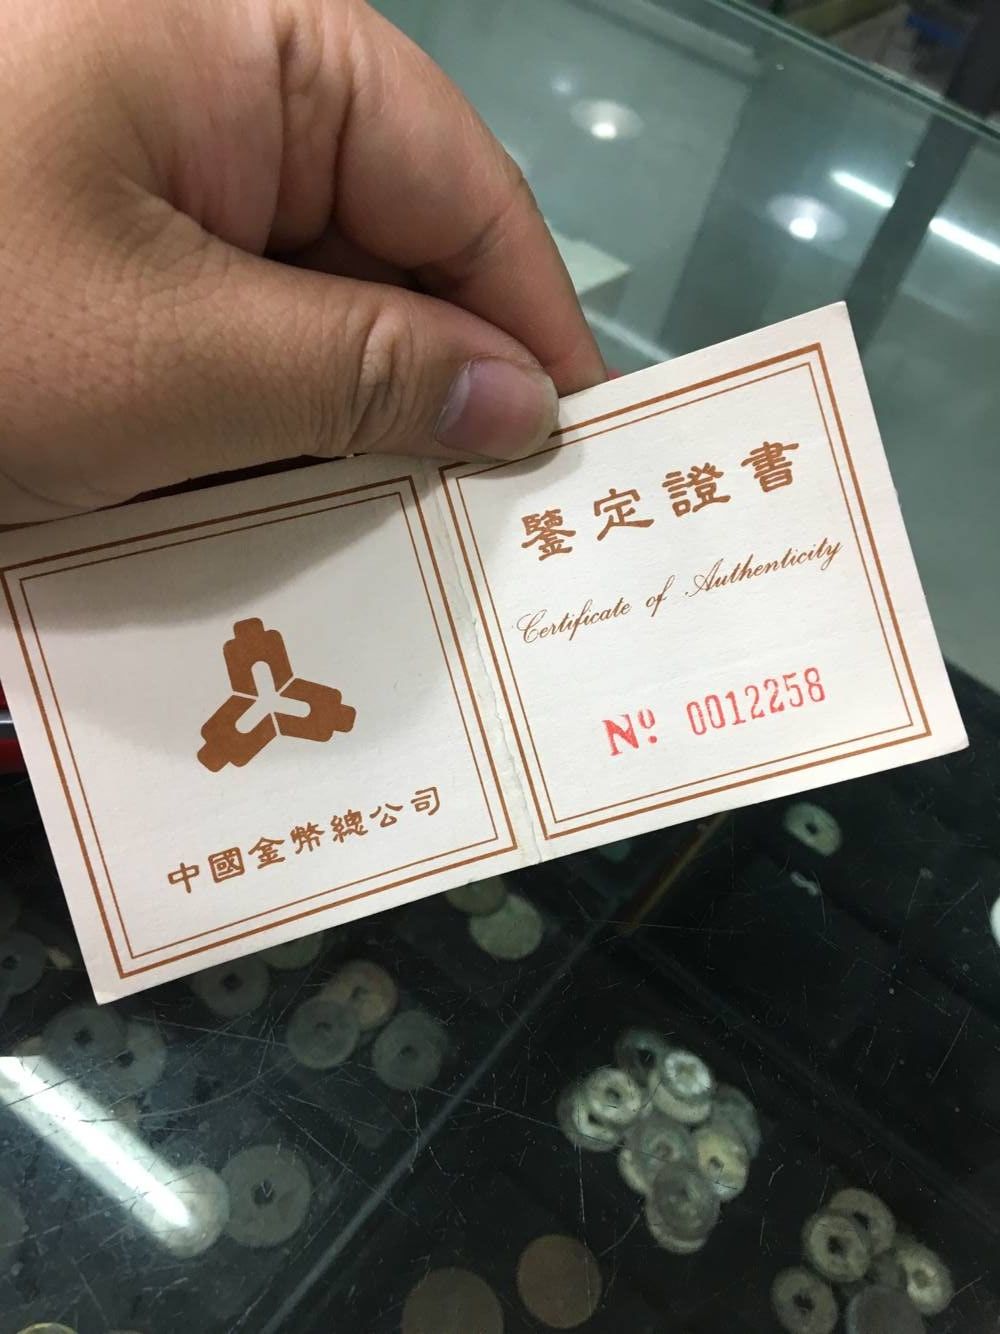 中國金幣總公司
鑒定證書
Certificate of Authenticity
Nº. 0012258